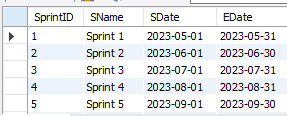 SprintID SName SDate EDate
1 Sprint 1 2023-05-01 2023-05-31
2 Sprint 2 2023-06-01 2023-06-30
3 Sprint 3 2023-07-01 2023-07-31
4 Sprint 4 2023-08-01 2023-08-31
5 Sprint 5 2023-09-01 2023-09-30